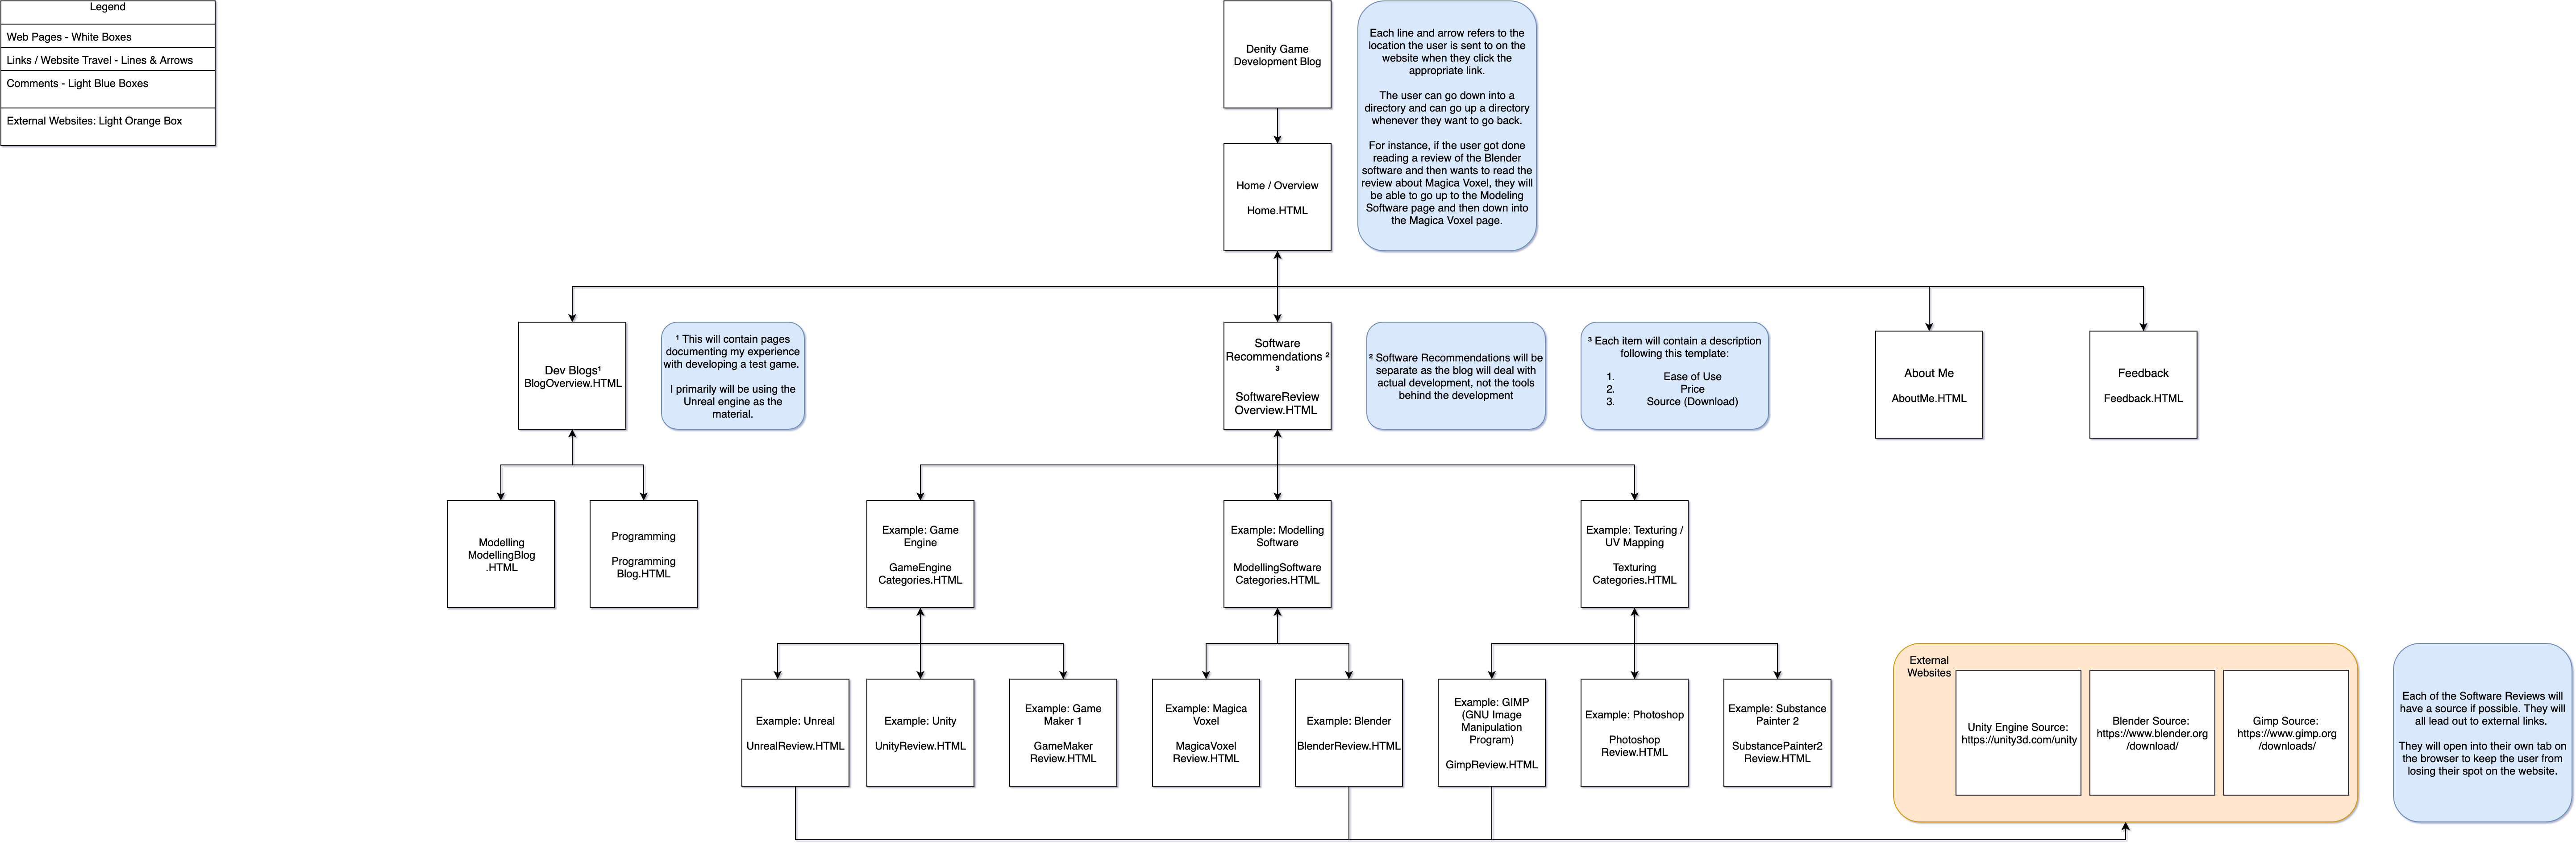 Legend
Web Pages - White Boxes
Links / Website Travel - Lines & Arrows
Comments - Light Blue Boxes
External Websites: Light Orange Box
Denity Game
Development Blog
Each line and arrow refers to the
location the user is sent to on the
website when they click the
appropriate link.
The user can go down into a
directory and can go up a directory
whenever they want to go back.
For instance, if the user got done
reading a review of the Blender
software and then wants to read the
review about Magica Voxel, they will
be able to go up to the Modeling
Software page and then down into
the Magica Voxel page.
Home / Overview
Home.HTML
Dev Blogs¹
BlogOverview.HTML
¹ This will contain pages
documenting my experience
with developing a test game.
I primarily will be using the
Unreal engine as the
material.
Software
Recommendations ²
³
SoftwareReview
Overview.HTML
² Software Recommendations will be
separate as the blog will deal with
actual development, not the tools
behind the development
³ Each item will contain a description
following this template:
1. Ease of Use
2. Price
3. Source (Download)
About Me
AboutMe.HTML
Feedback
Feedback.HTML
Modelling
ModellingBlog
.HTML
Programming
Programming
Blog.HTML
Example: Game
Engine
GameEngine
Categories.HTML
Example: Modelling
Software
ModellingSoftware
Categories.HTML
Example: Texturing /
UV Mapping
Texturing
Categories.HTML
Example: Unreal
UnrealReview.HTML
Example: Unity
UnityReview.HTML
Example: Game
Maker 1
GameMaker
Review.HTML
Example: Magica
Voxel
MagicaVoxel
Review.HTML
Example: Blender
BlenderReview.HTML
Example: GIMP
(GNU Image
Manipulation
Program)
GimpReview.HTML
Example: Photoshop
Photoshop
Review.HTML
Example: Substance
Painter 2
SubstancePainter2
Review.HTML
External
Websites
Unity Engine Source:
https://unity3d.com/unity
Blender Source:
https://www.blender.org
/download/
Gimp Source:
https://www.gimp.org
/downloads/
Each of the Software Reviews will
have a source if possible. They will
all lead out to external links.
They will open into their own tab on
the browser to keep the user from
losing their spot on the website.